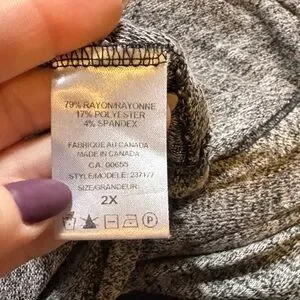 79% RAYON/RAYONNE
17% POLYESTER
4% SPANDEX
FABRIQUE AU CANADA
MADE IN CANADA
CA. 00655
STYLE/MODELE: 237177
SIZE/GRANDEUR:
2X
P